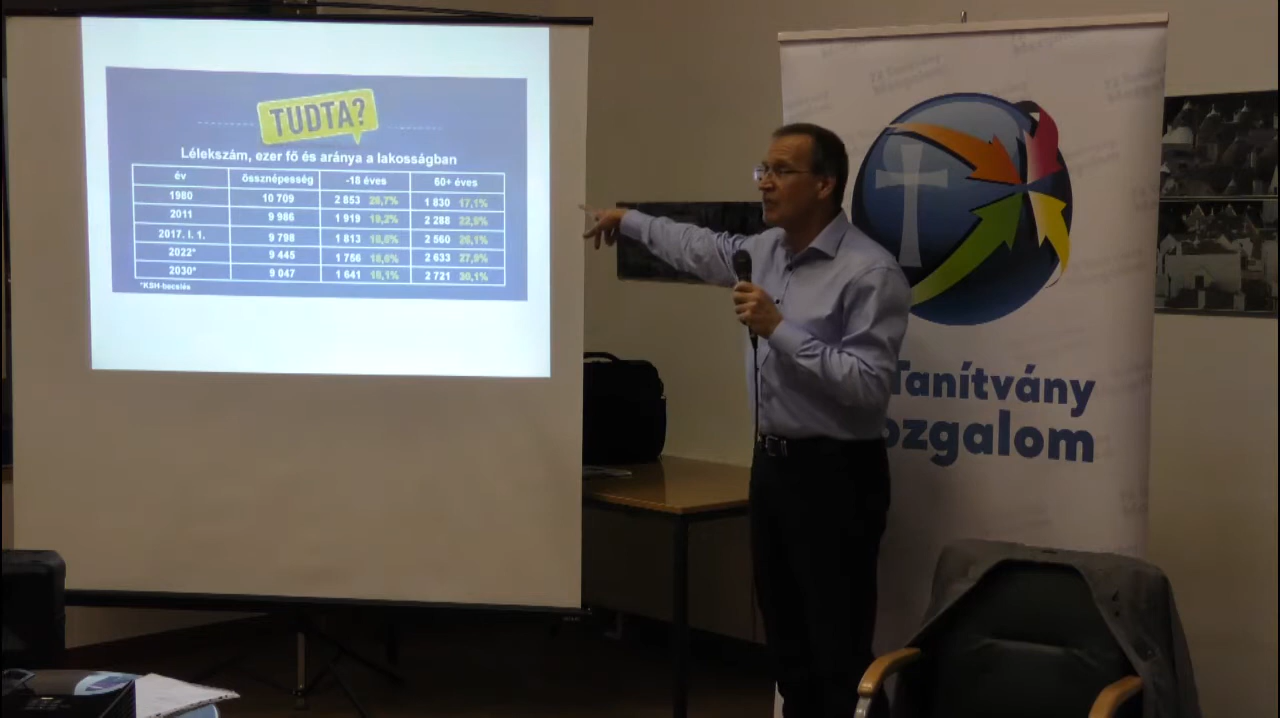 TUDTA?
Lélekszám, ezer fő és aránya a lakosságban
év össznépesség -18 éves 60+ éves
1980 10 709 2 853 26,7% 1 830 17,1%
2011 9 986 1 919 19,2% 2 288 22,9%
2017. I. 1. 9 798 1 813 18,5% 2 560 26,1%
2022* 9 445 1 756 18,6% 2 633 27,9%
2030* 9 047 1 641 18,1% 2 721 30,1%
*KSH-becslés
Tanítvány
ozgalom